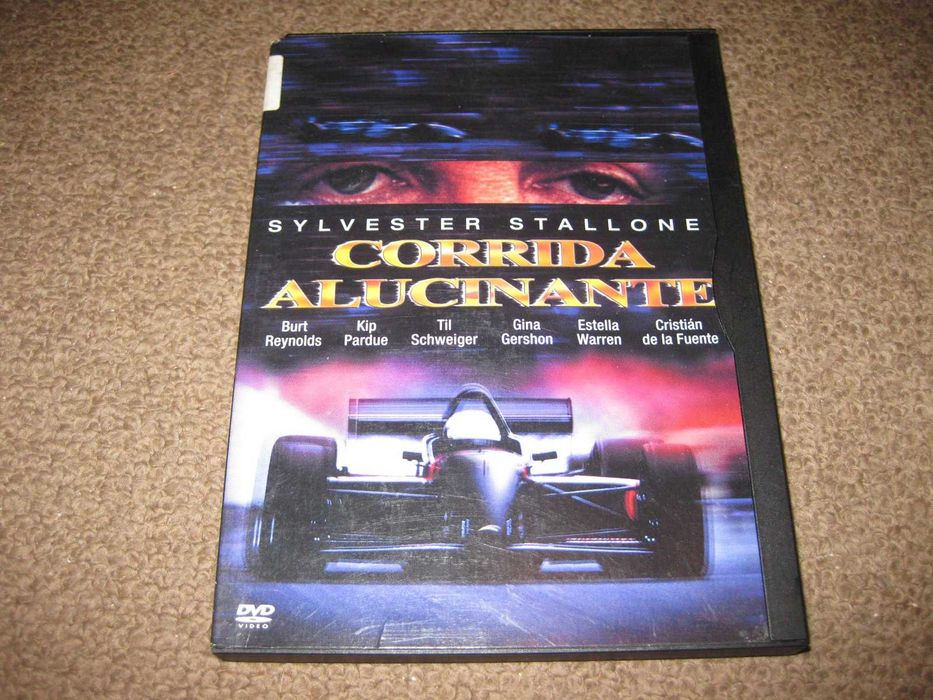 SYLVESTER STALLONE
CORRIDA
ALUCINANTE
Burt Reynolds
Kip Pardue
Til Schweiger
Gina Gershon
Estella Warren
Cristián de la Fuente
DVD
VIDEO